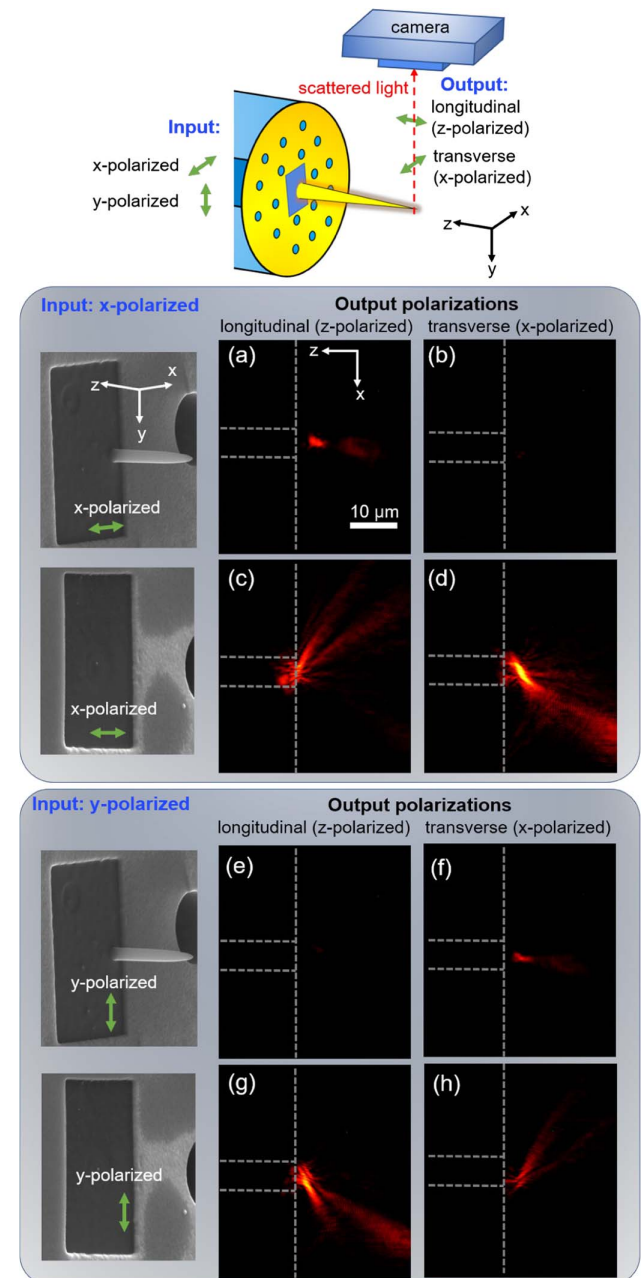 camera
scattered light
Output:
longitudinal
(z-polarized)
transverse
(x-polarized)
Input:
x-polarized
y-polarized
z
x
y
Input: x-polarized
Output polarizations
longitudinal (z-polarized)
transverse (x-polarized)
z
x
y
x-polarized
(a)
z
x
10 µm
(b)
x-polarized
(c)
(d)
Input: y-polarized
Output polarizations
longitudinal (z-polarized)
transverse (x-polarized)
y-polarized
(e)
(f)
y-polarized
(g)
(h)